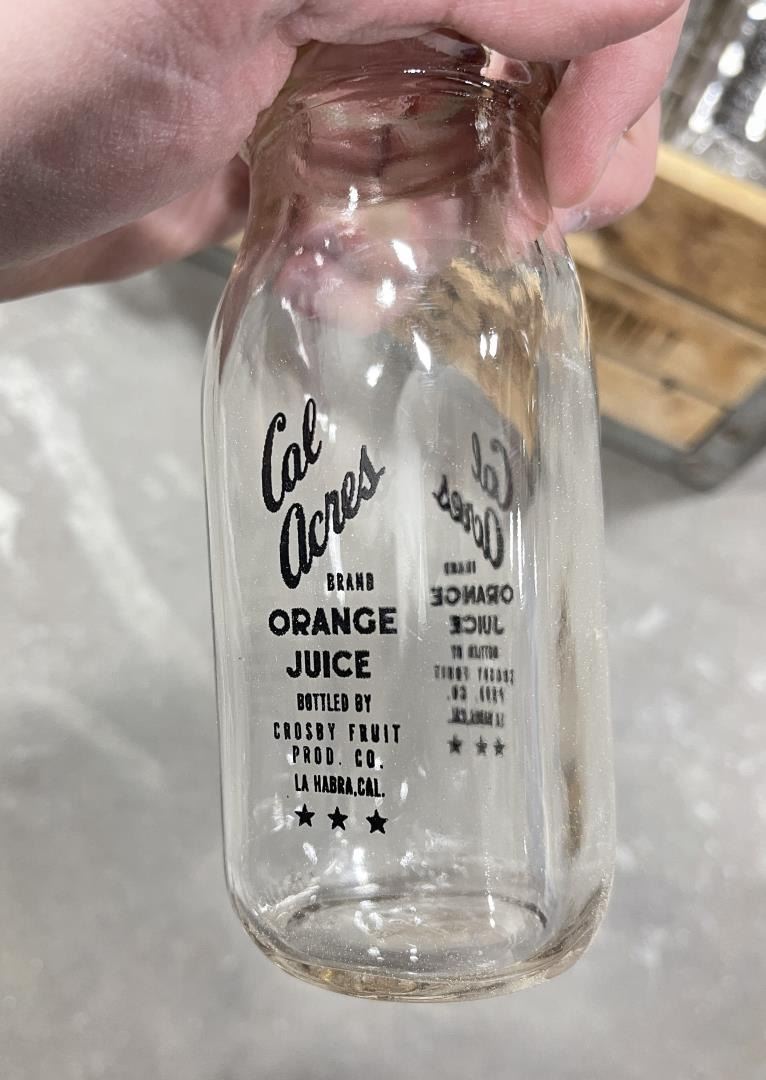 Cal
Acres
BRAND
ORANGE
JUICE
BOTTLED BY
CROSBY FRUIT
PROD. CO.
LA HABRA, CAL.